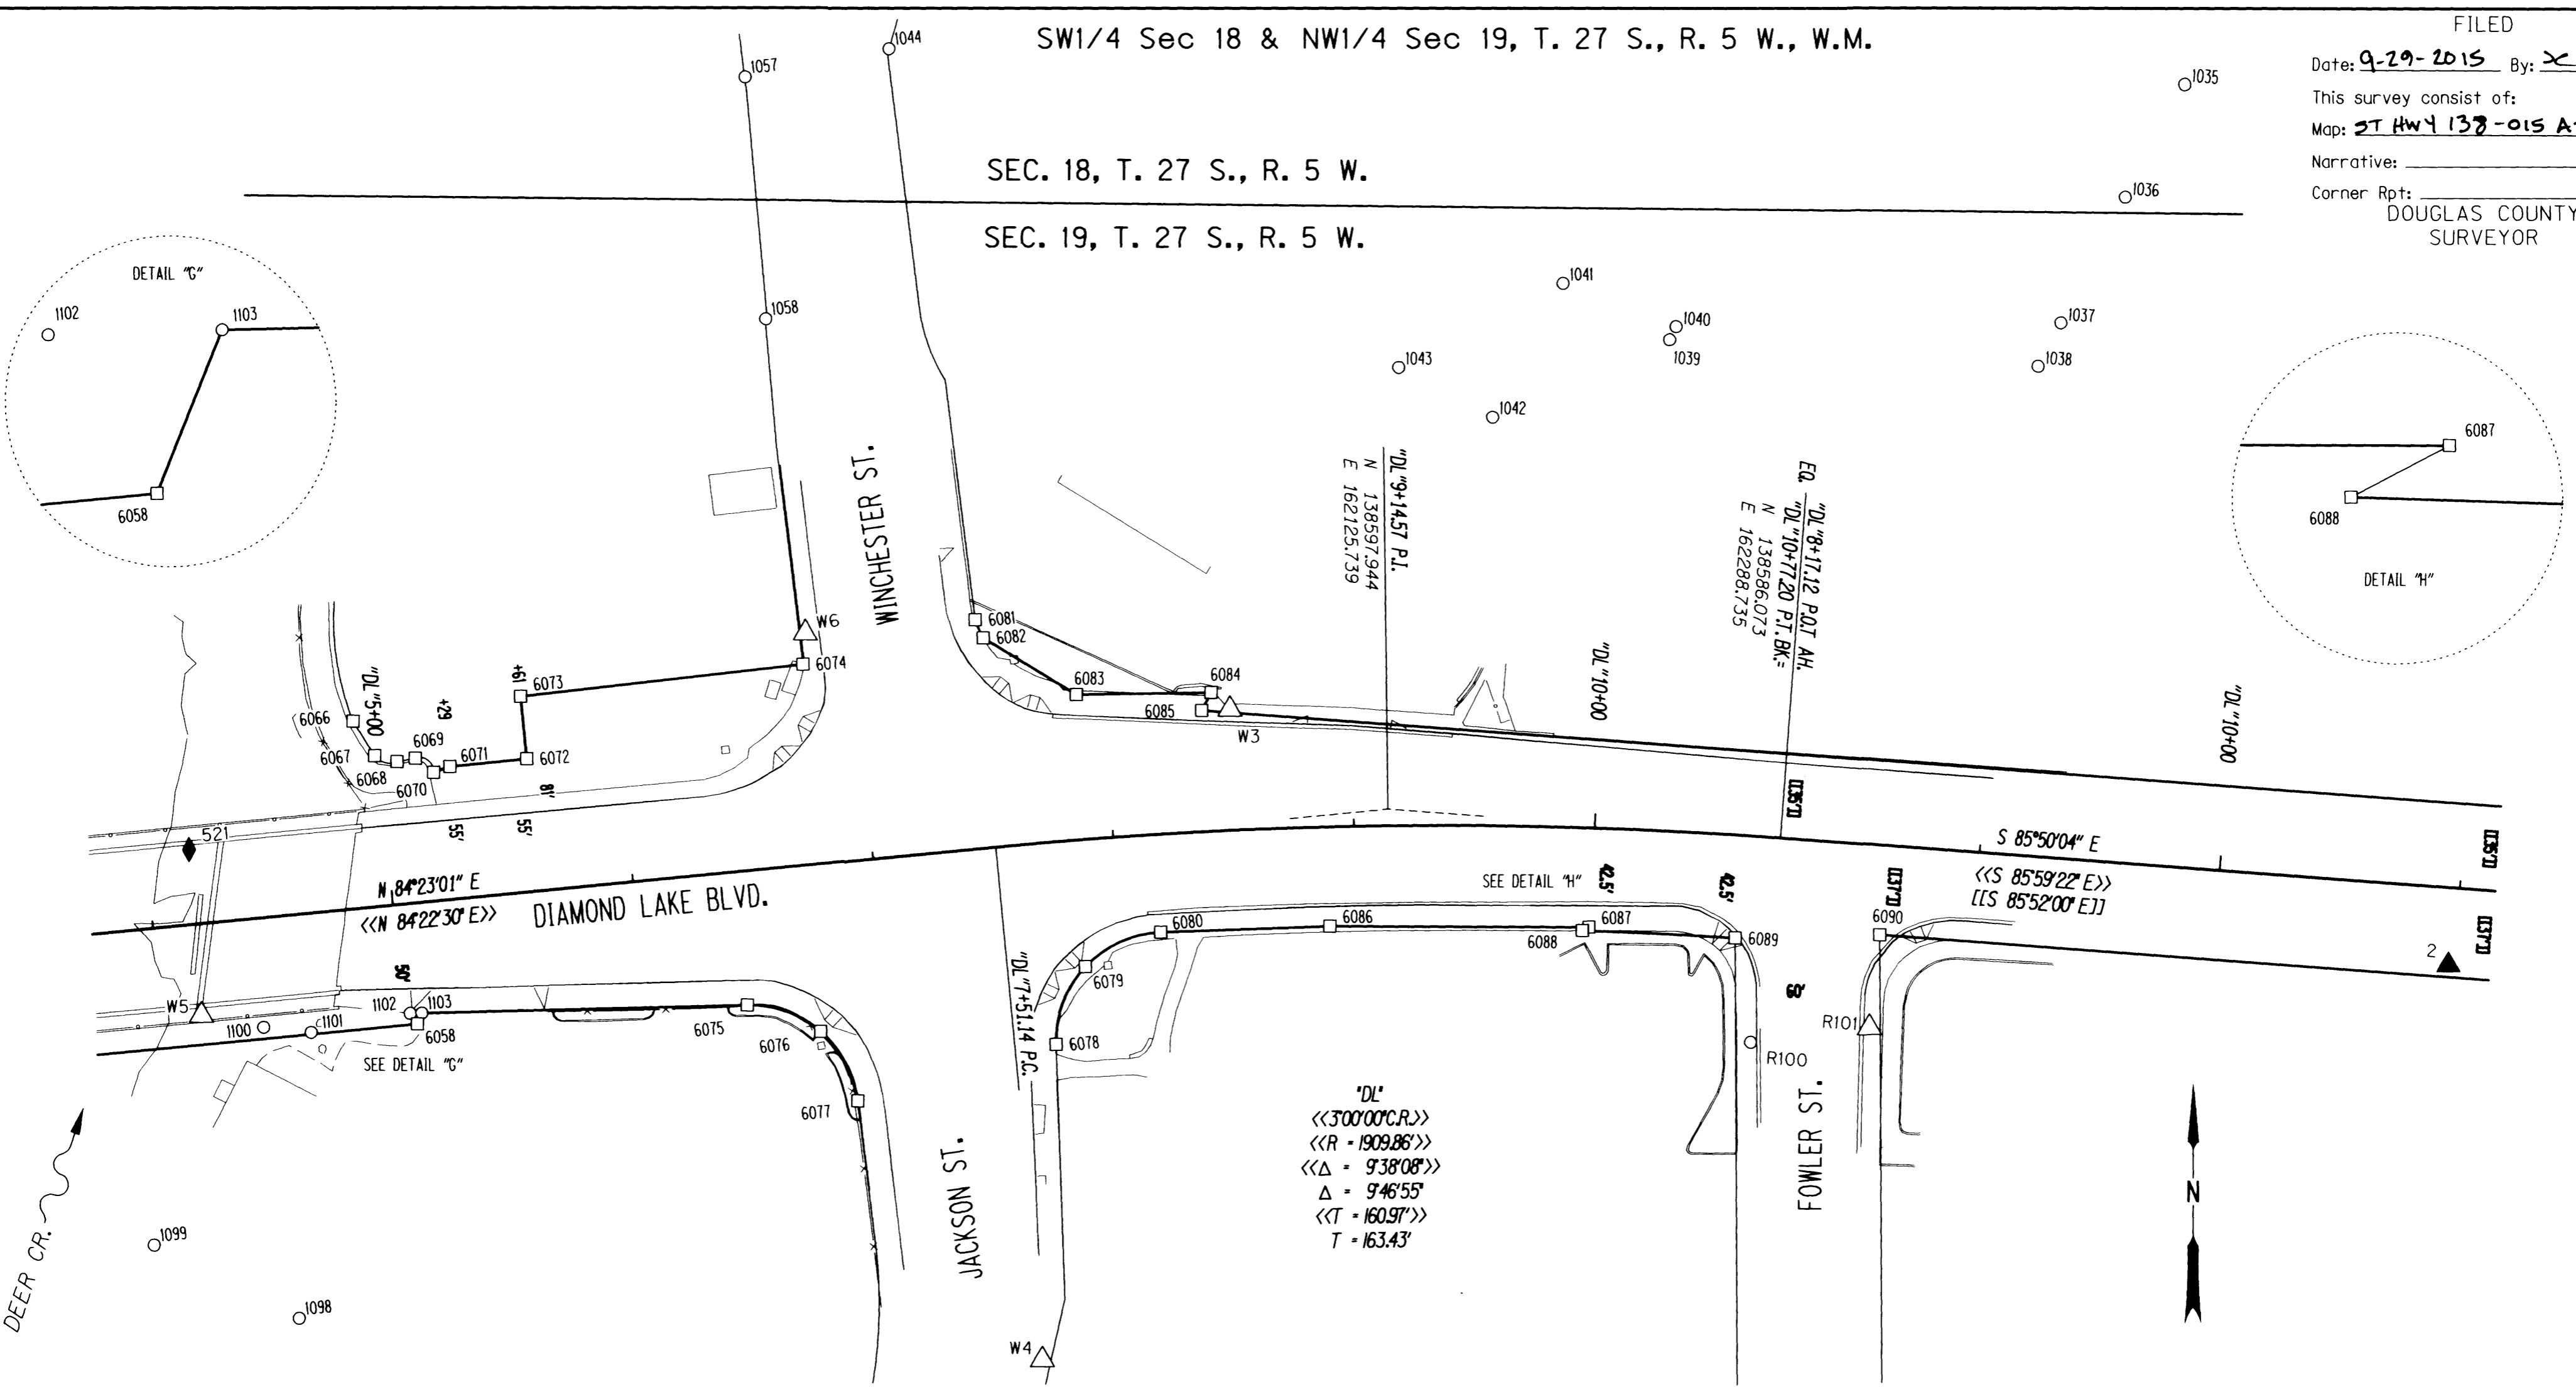 SW1/4 Sec 18 & NW1/4 Sec 19, T. 27 S., R. 5 W., W.M.
FILED
Date: 9-29-2015 By:
This survey consist of:
Map: ST HWY 138-015
Narrative:
Corner Rpt:
DOUGLAS COUNTY
SURVEYOR
1057
1044
1035
1036
SEC. 18, T. 27 S., R. 5 W.
SEC. 19, T. 27 S., R. 5 W.
DETAIL "G"
1102
1103
6058
1058
1041
1040
1039
1043
1042
1037
1038
6087
6088
DETAIL "H"
WINCHESTER ST.
"DL"9+14.57 P.I.
N 138597.944
E 162125.739
"DL"8+17.12 P.O.T. AH.
EQ. "DL"10+77.20 P.T. BK.=
N 138586.073
E 162288.735
W6
6074
6081
6082
6083
6084
6085
W3
"DL"10+00
"DL"10+00
6066
"DL"5+00
+29
+61
6073
6067
6068
6069
6070
6071
6072
81'
55'
55'
521
N 84°23'01" E
<<N 84°22'30" E>>
DIAMOND LAKE BLVD.
[[35']]
S 85°50'04" E
<<S 85°59'22" E>>
[[S 85°52'00" E]]
[[35']]
SEE DETAIL "H"
42.5'
42.5'
[[37']]
[[37']]
6080
6086
6087
6088
6089
6090
2
50'
W5
1100
1101
1102
1103
6058
SEE DETAIL "G"
6075
6076
6077
"DL"7+51.14 P.C.
6079
6078
60'
R101
R100
FOWLER ST.
"DL"
<<3°00'00"C.R.>>
<<R = 1909.86'>>
<<Δ = 9°38'08">>
Δ = 9°46'55"
<<T = 160.97'>>
T = 163.43'
JACKSON ST.
W4
DEER CR.
1099
1098
N